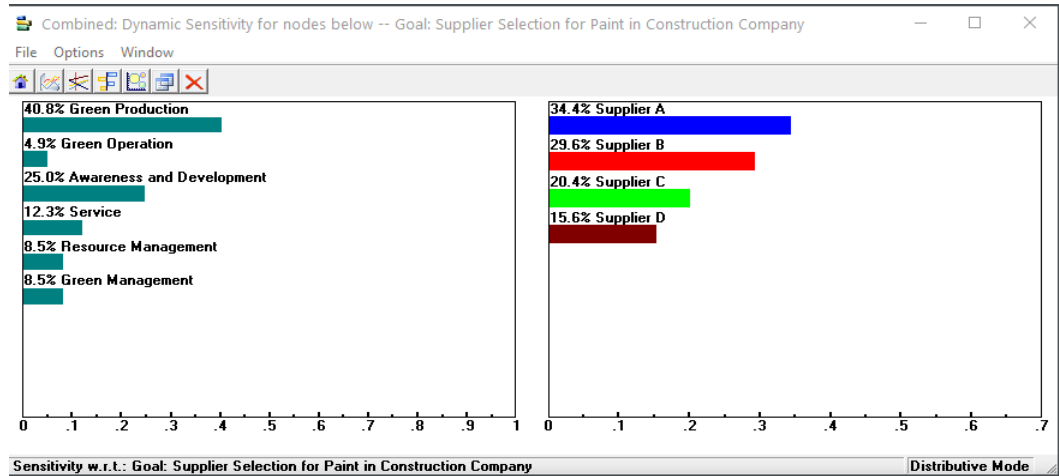 Combined: Dynamic Sensitivity for nodes below -- Goal: Supplier Selection for Paint in Construction Company
File Options Window
40.8% Green Production
4.9% Green Operation
25.0% Awareness and Development
12.3% Service
8.5% Resource Management
8.5% Green Management
0 .1 .2 .3 .4 .5 .6 .7 .8 .9 1
34.4% Supplier A
29.6% Supplier B
20.4% Supplier C
15.6% Supplier D
0 .1 .2 .3 .4 .5 .6 .7
Sensitivity w.r.t.: Goal: Supplier Selection for Paint in Construction Company
Distributive Mode